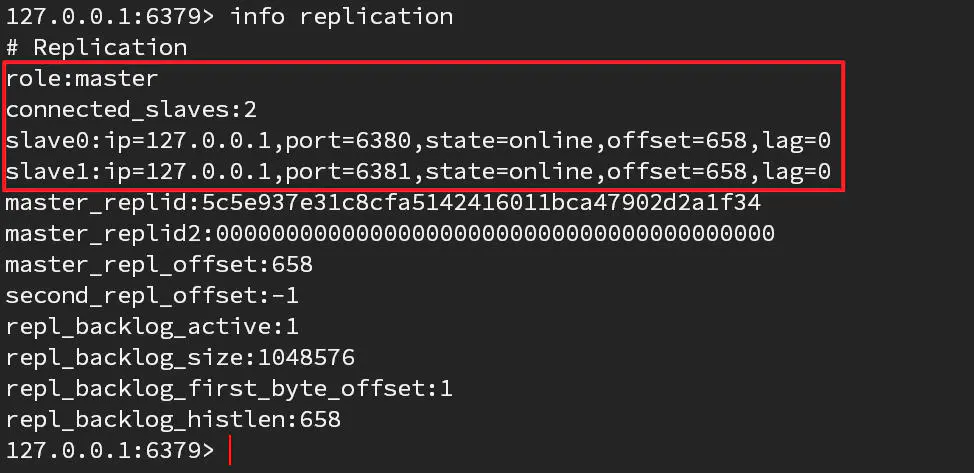 127.0.0.1:6379> info replication
# Replication
role:master
connected_slaves:2
slave0:ip=127.0.0.1,port=6380,state=online,offset=658,lag=0
slave1:ip=127.0.0.1,port=6381,state=online,offset=658,lag=0
master_replid:5c5e937e31c8cfa5142416011bca47902d2a1f34
master_replid2:0000000000000000000000000000000000000000
master_repl_offset:658
second_repl_offset:-1
repl_backlog_active:1
repl_backlog_size:1048576
repl_backlog_first_byte_offset:1
repl_backlog_histlen:658
127.0.0.1:6379>